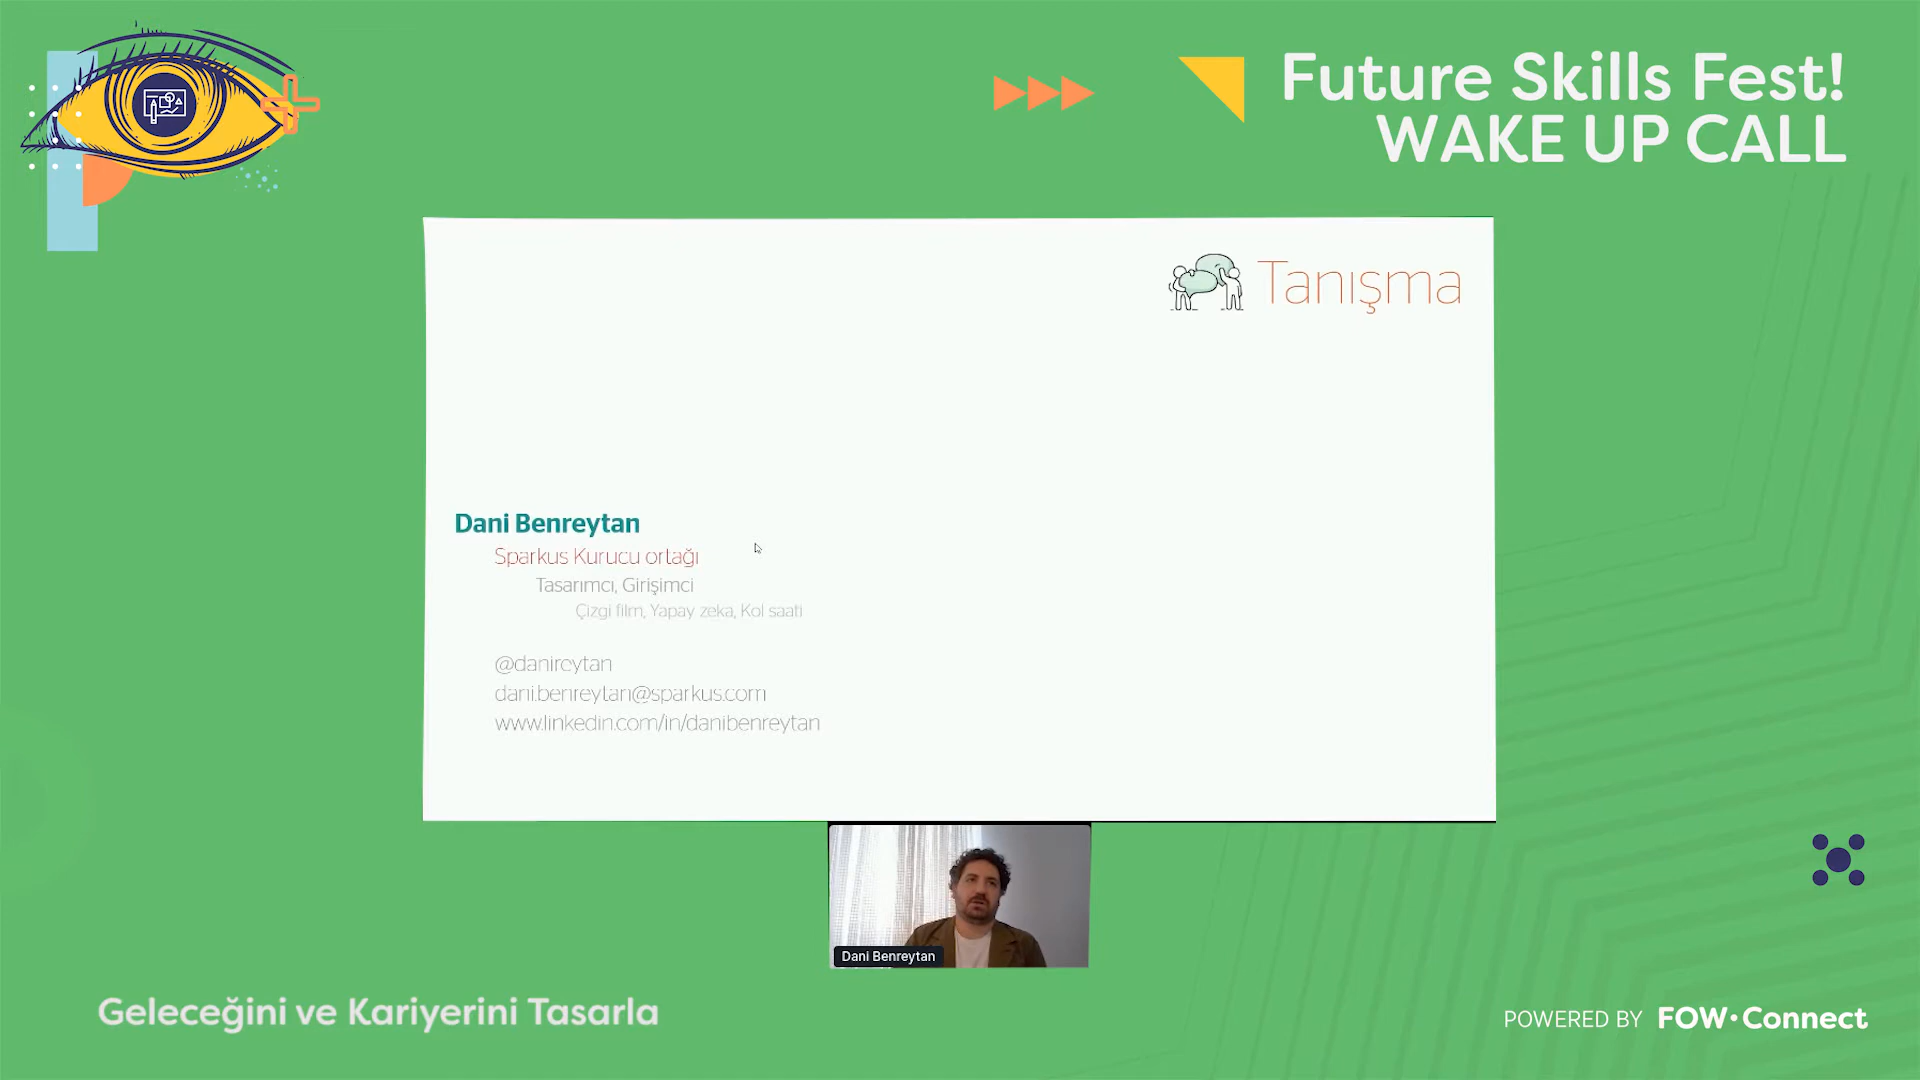 Future Skills Fest!
WAKE UP CALL
Tanışma
Dani Benreytan
Sparkus Kurucu ortağı
Tasarımcı, Girişimci
Çizgi film, Yapay zeka, Kol saati
@danireytan
dani.benreytan@sparkus.com
www.linkedin.com/in/danibenreytan
Dani Benreytan
Geleceğini ve Kariyerini Tasarla
POWERED BY FOW·Connect